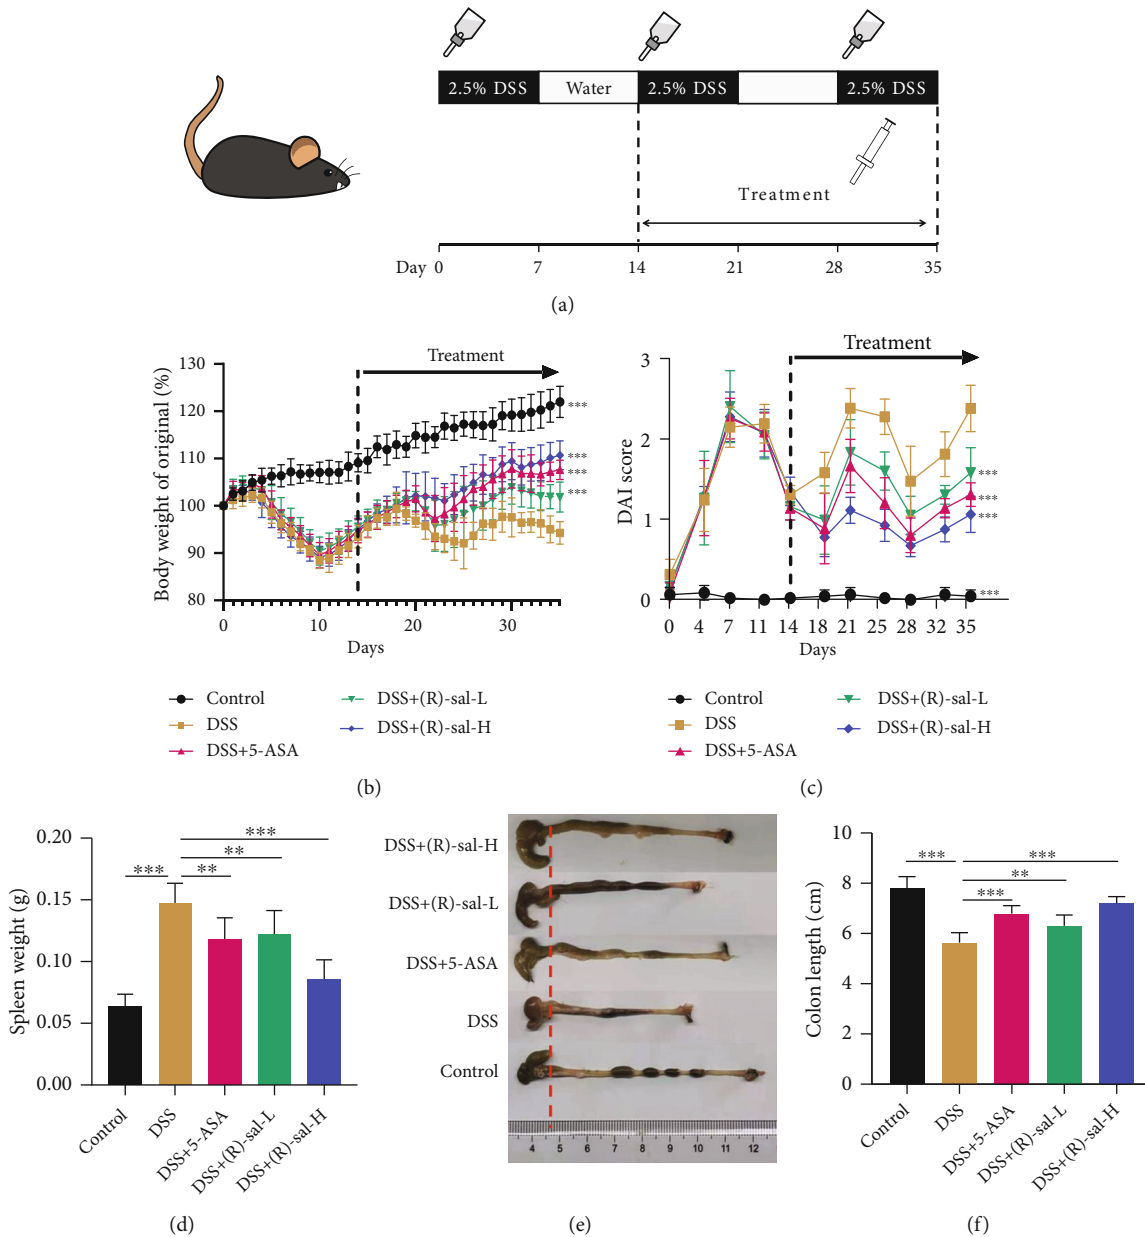 2.5% DSS
Water
2.5% DSS
2.5% DSS
Treatment
Day 0 7 14 21 28 35
(a)
Treatment
Body weight of original (%)
130
120
110
100
90
80
***
***
***
***
0 10 20 30
Days
Control
DSS
DSS+5-ASA
DSS+(R)-sal-L
DSS+(R)-sal-H
(b)
Treatment
DAI score
3
2
1
0
***
***
***
***
0 4 7 11 14 18 21 25 28 32 35
Days
Control
DSS
DSS+5-ASA
DSS+(R)-sal-L
DSS+(R)-sal-H
(c)
Spleen weight (g)
0.20
0.15
0.10
0.05
0.00
***
**
**
***
Control
DSS
DSS+5-ASA
DSS+(R)-sal-L
DSS+(R)-sal-H
(d)
DSS+(R)-sal-H
DSS+(R)-sal-L
DSS+5-ASA
DSS
Control
4 5 6 7 8 9 10 11 12
(e)
Colon length (cm)
10
8
6
4
2
0
***
***
**
***
Control
DSS
DSS+5-ASA
DSS+(R)-sal-L
DSS+(R)-sal-H
(f)